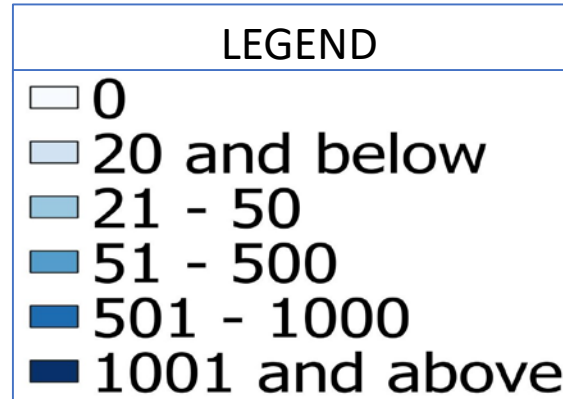 LEGEND
0
20 and below
21 - 50
51 - 500
501 - 1000
1001 and above